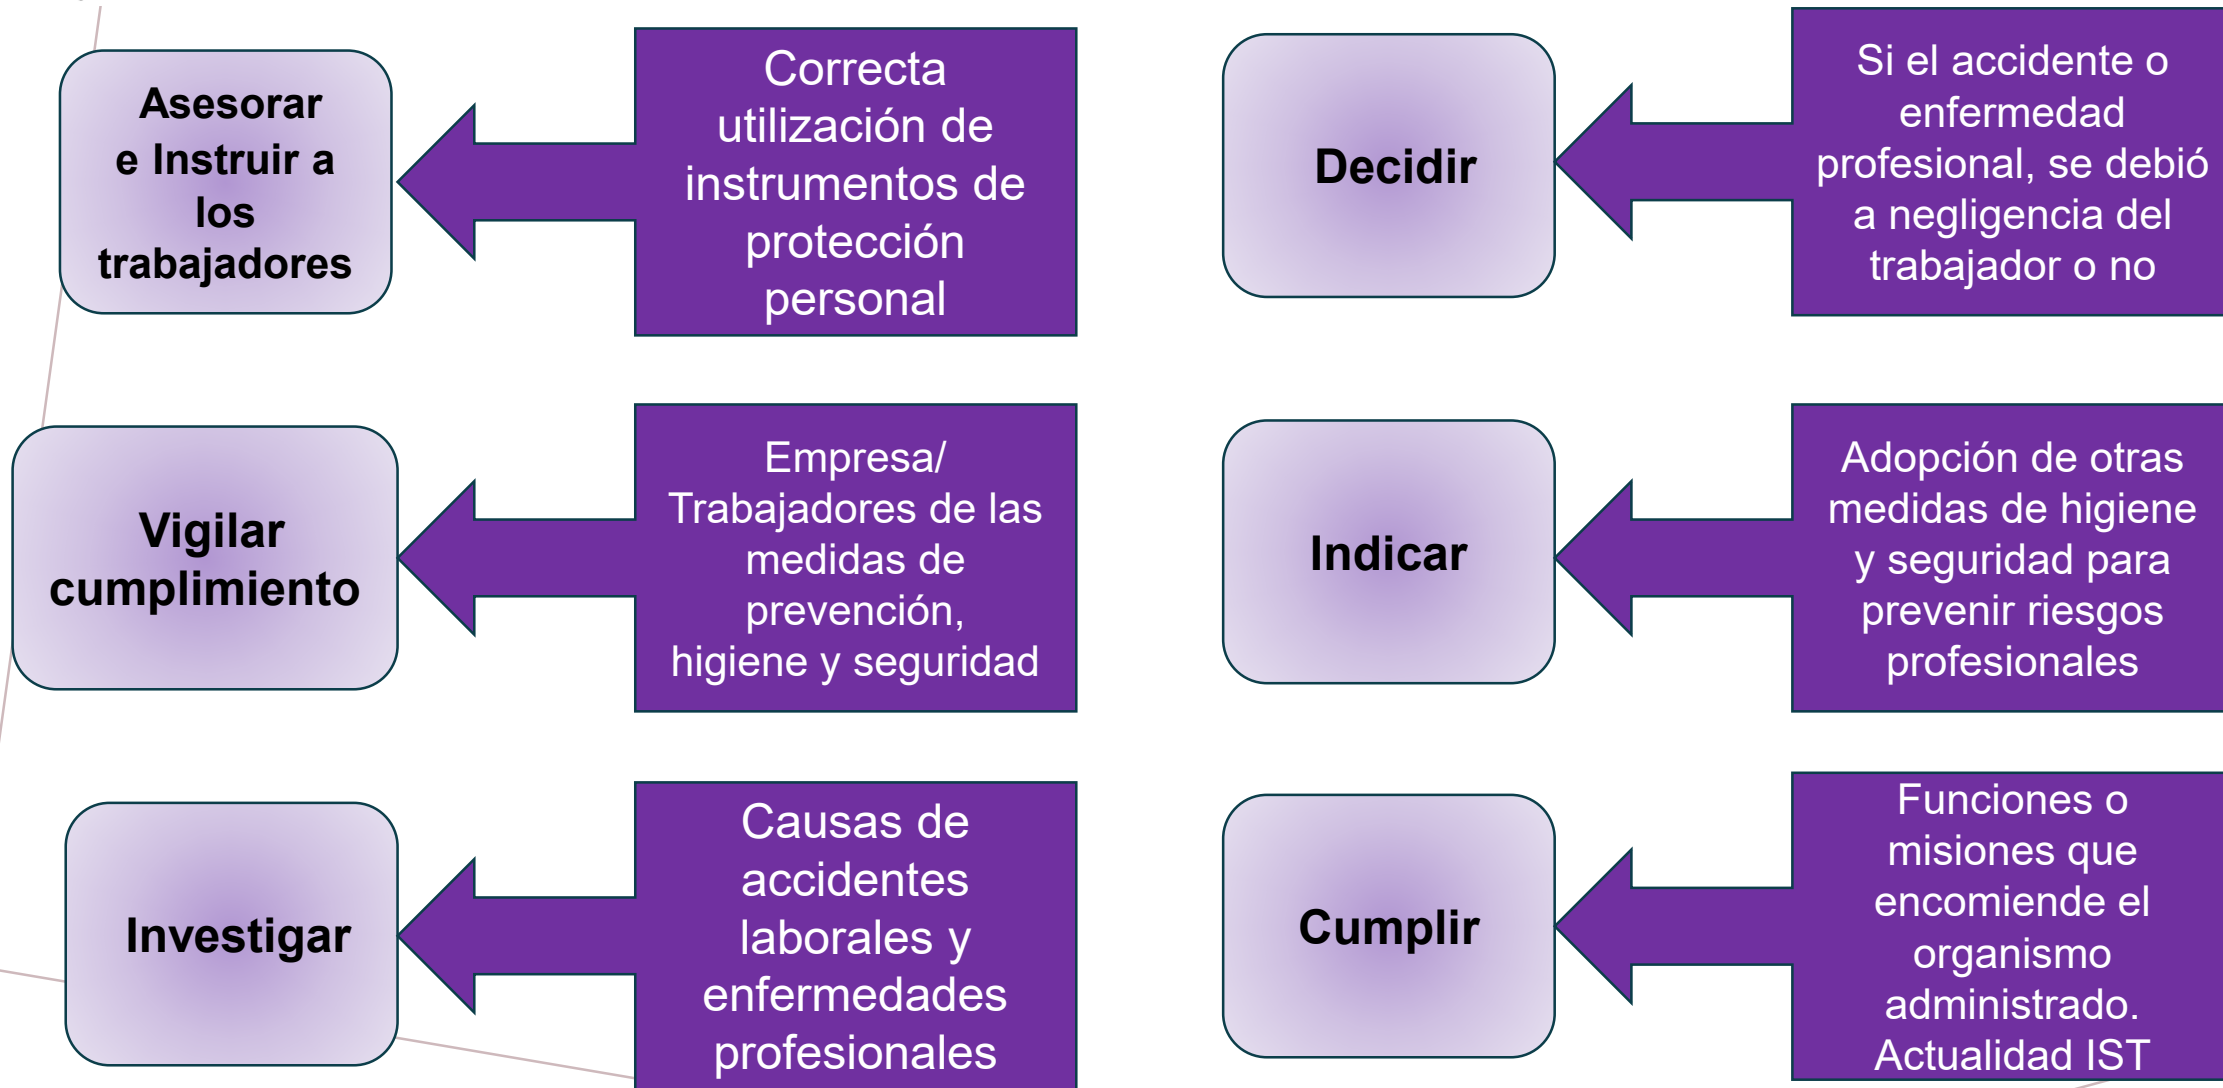 Asesorar
e Instruir a
los
trabajadores
Correcta
utilización de
instrumentos de
protección
personal
Decidir
Si el accidente o
enfermedad
profesional, se debió
a negligencia del
trabajador o no
Vigilar
cumplimiento
Empresa/
Trabajadores de las
medidas de
prevención,
higiene y seguridad
Indicar
Adopción de otras
medidas de higiene
y seguridad para
prevenir riesgos
profesionales
Investigar
Causas de
accidentes
laborales y
enfermedades
profesionales
Cumplir
Funciones o
misiones que
encomiende el
organismo
administrado.
Actualidad IST